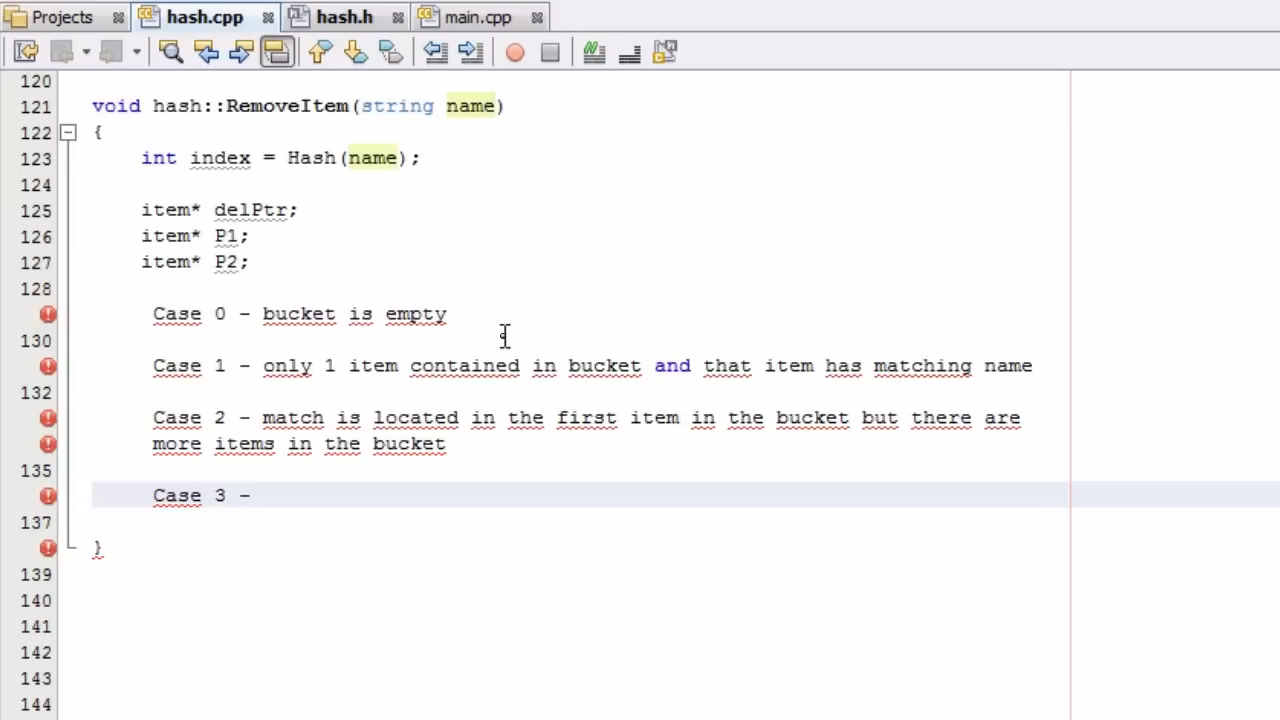 Projects hash.cpp hash.h main.cpp
120
121 void hash::RemoveItem(string name)
122 {
123 int index = Hash(name);
124
125 item* delPtr;
126 item* P1;
127 item* P2;
128
Case 0 - bucket is empty
130
Case 1 - only 1 item contained in bucket and that item has matching name
132
Case 2 - match is located in the first item in the bucket but there are
more items in the bucket
135
Case 3 -
137
}
139
140
141
142
143
144